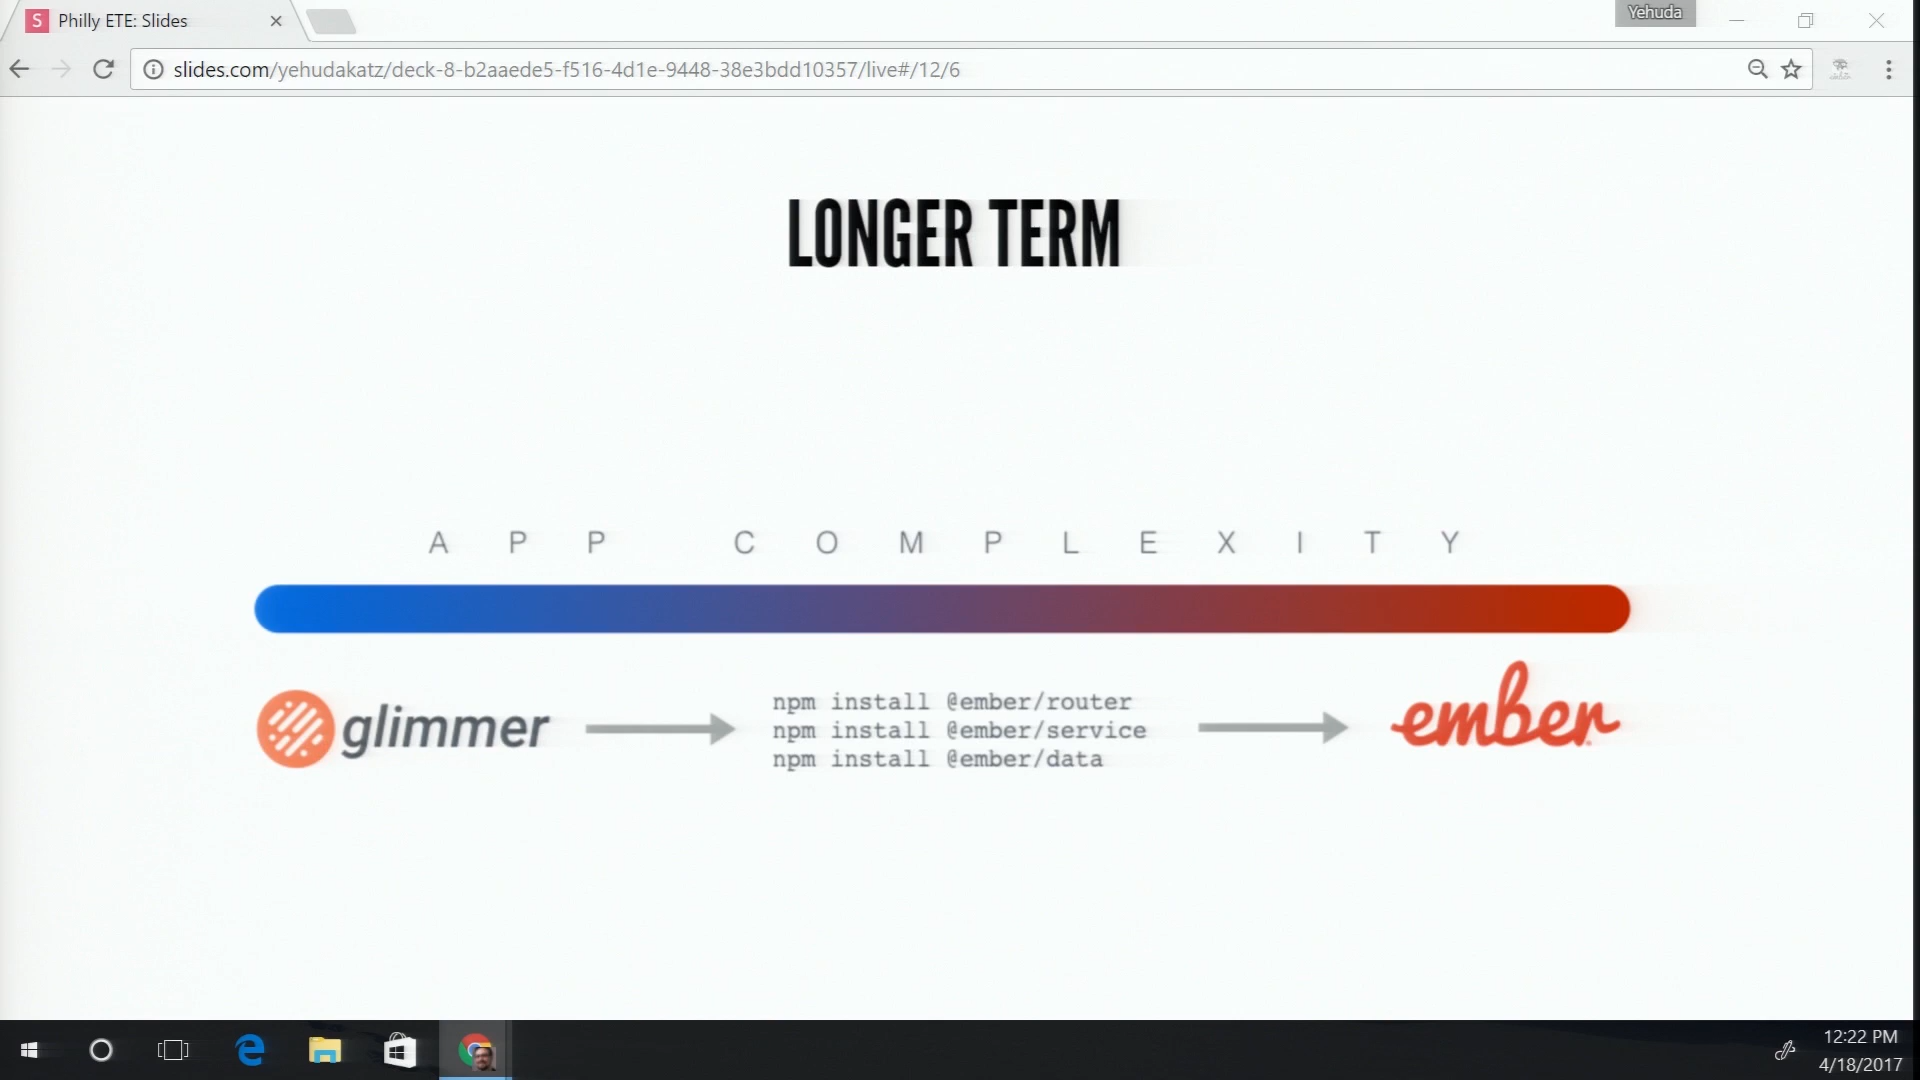 S Philly ETE: Slides
Yehuda
slides.com/yehudakatz/deck-8-b2aaede5-f516-4d1e-9448-38e3bdd10357/live#/12/6
LONGER TERM
APP COMPLEXITY
glimmer
npm install @ember/router
npm install @ember/service
npm install @ember/data
ember
12:22 PM
4/18/2017